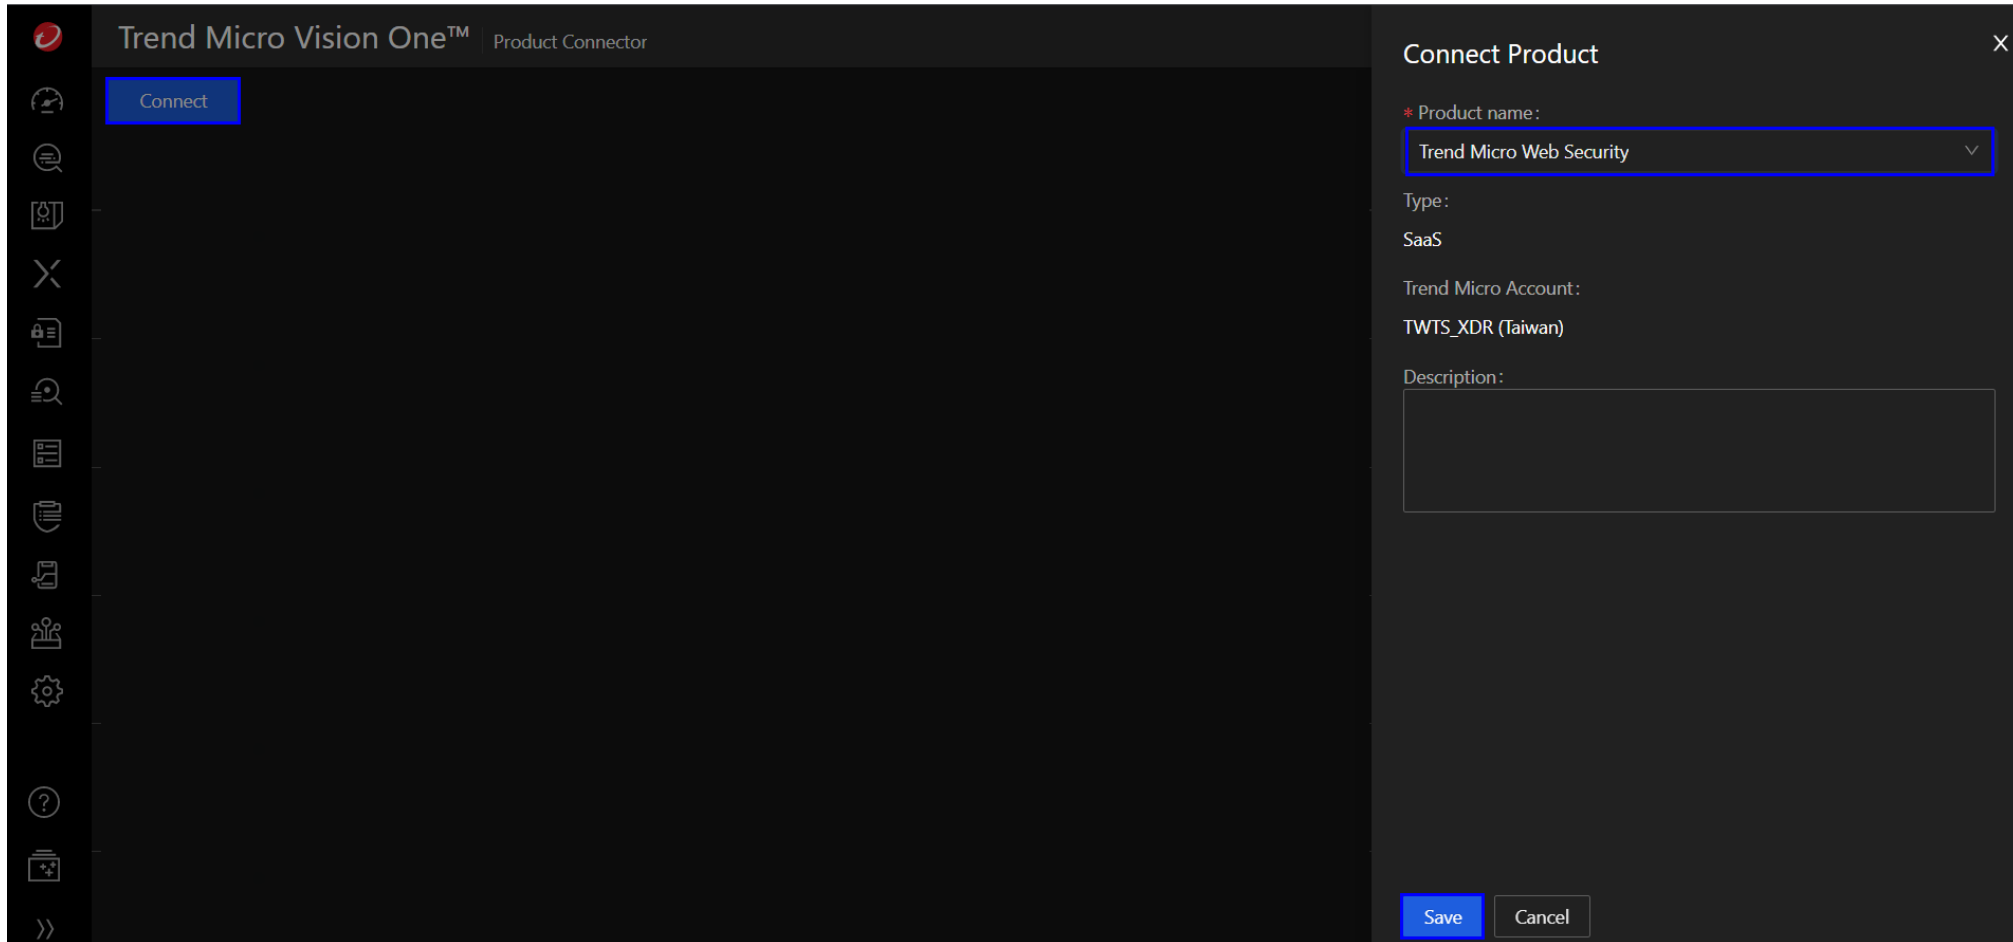 Trend Micro Vision One™ Product Connector
Connect
Connect Product
* Product name:
Trend Micro Web Security
Type:
SaaS
Trend Micro Account:
TWTS_XDR (Taiwan)
Description:
Save Cancel